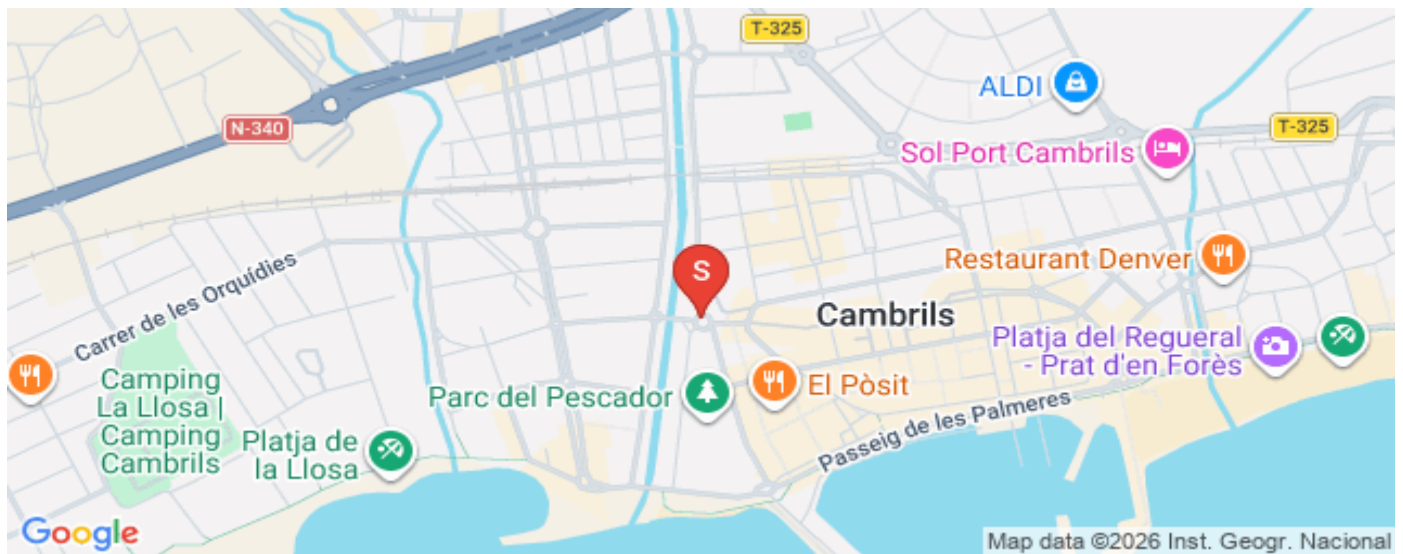 T-325
ALDI
N-340
T-325
Sol Port Cambrils
Restaurant Denver
Carrer de les Orquídies
S
Cambrils
Platja del Regueral
- Prat d'en Forès
Camping
La Llosa |
Camping
Cambrils
Parc del Pescador
El Pòsit
Platja de
la Llosa
Passeig de les Palmeres
Google
Map data ©2026 Inst. Geogr. Nacional